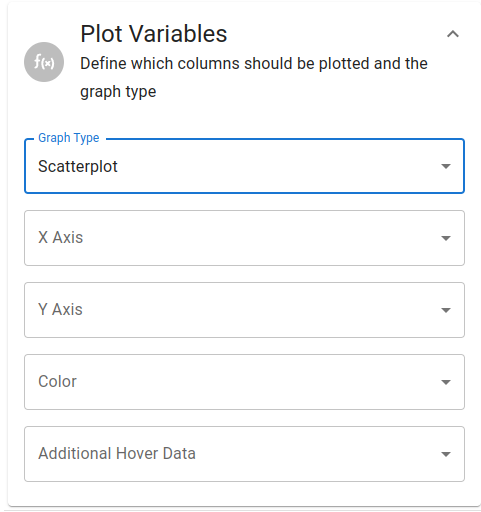 Plot Variables
f(x)
Define which columns should be plotted and the
graph type
Graph Type
Scatterplot
X Axis
Y Axis
Color
Additional Hover Data